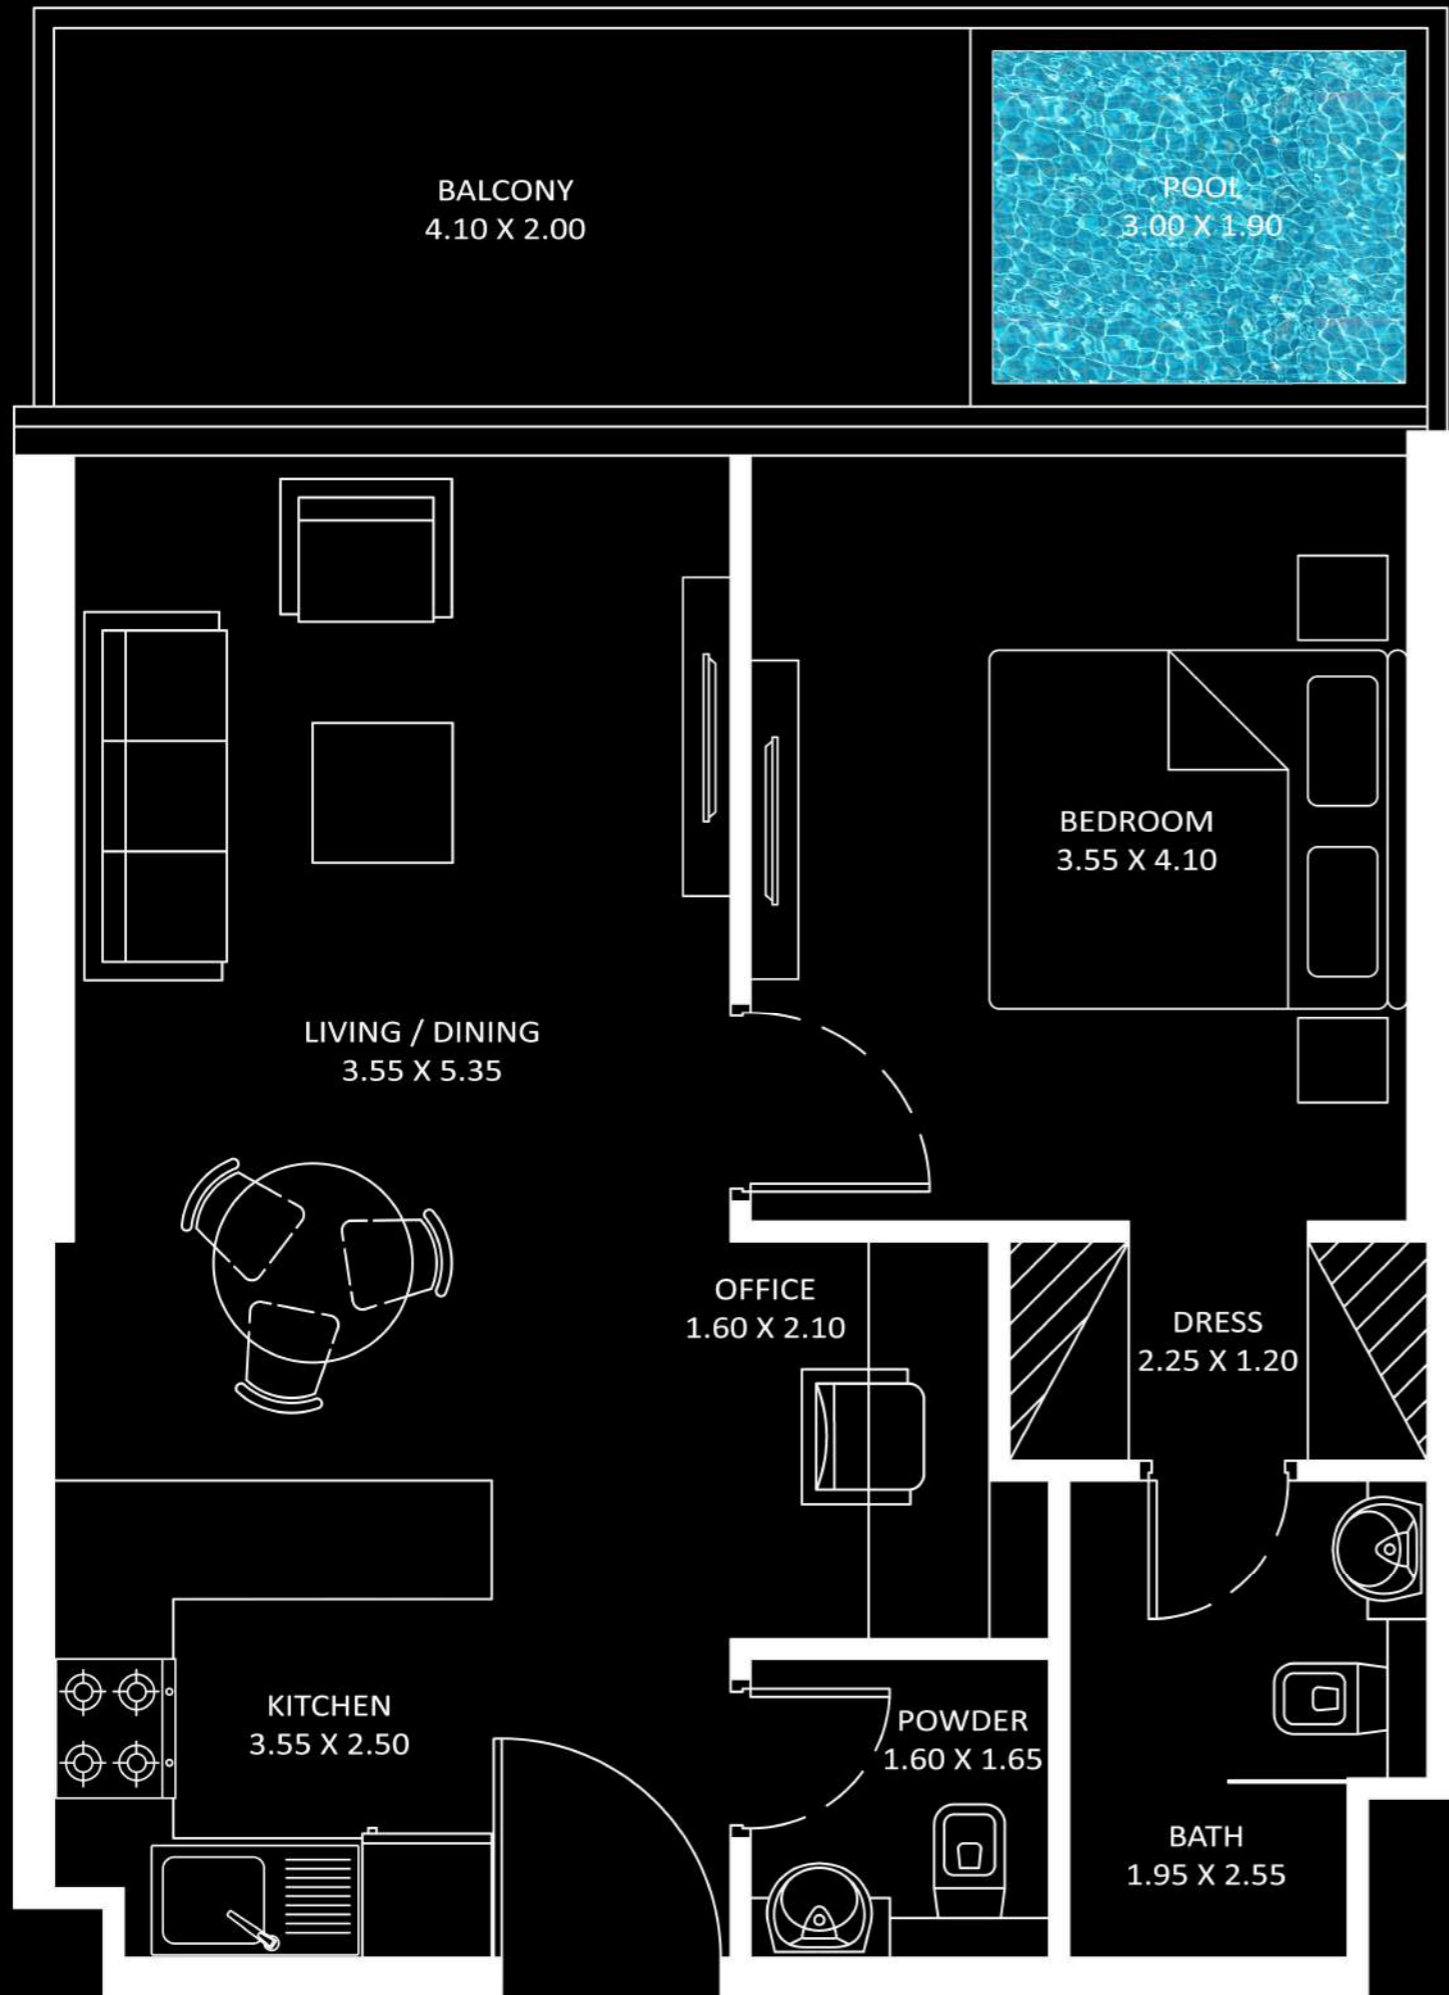 BALCONY
4.10 X 2.00
POOL
3.00 X 1.90
BEDROOM
3.55 X 4.10
LIVING / DINING
3.55 X 5.35
OFFICE
1.60 X 2.10
DRESS
2.25 X 1.20
KITCHEN
3.55 X 2.50
POWDER
1.60 X 1.65
BATH
1.95 X 2.55